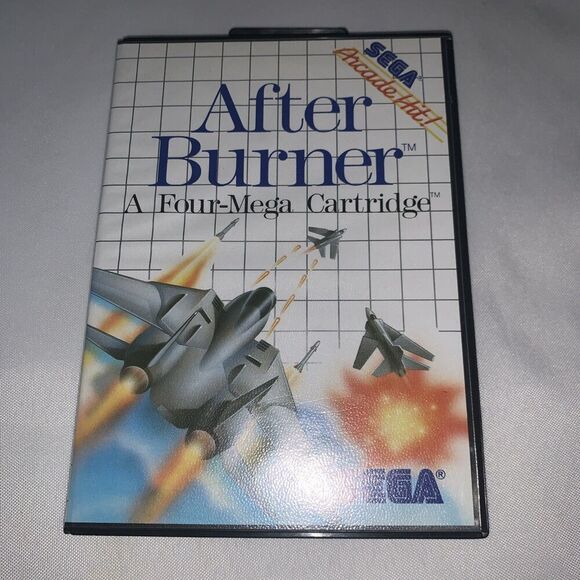 SEGA®
Arcade Hit!
After
Burner™
A Four-Mega Cartridge™
SEGA®